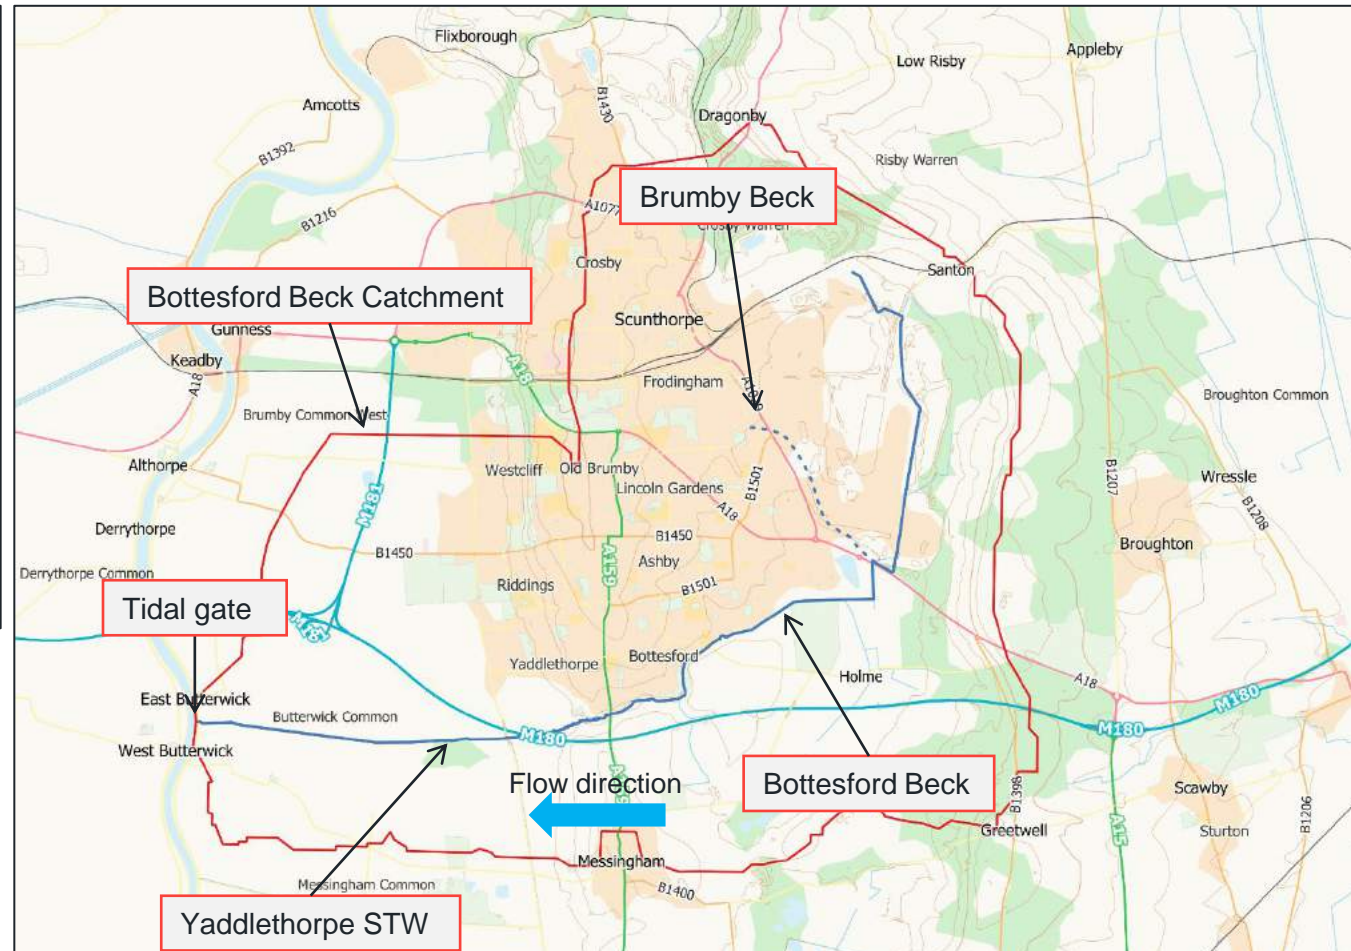 Flixborough
Appleby
Low Risby
Amcotts
B1430
Dragonby
B1392
Risby Warren
Brumby Beck
A1077
B1216
Crosby Warren
Crosby
Santon
Bottesford Beck Catchment
Scunthorpe
Gunness
Keadby
A18
A18
Frodingham
Broughton Common
Brumby Common West
Althorpe
Westcliff
Old Brumby
Lincoln Gardens
B1501
B1207
Wressle
M181
A18
B1208
Derrythorpe
B1450
B1450
Ashby
Broughton
Derrythorpe Common
A159
Riddings
B1501
Tidal gate
Yaddlethorpe
Bottesford
Holme
A18
East Butterwick
Butterwick Common
M180
M180
M180
West Butterwick
Flow direction
Bottesford Beck
B1398
Scawby
B1206
Greetwell
A15
Sturton
Messingham
Messingham Common
B1400
Yaddlethorpe STW